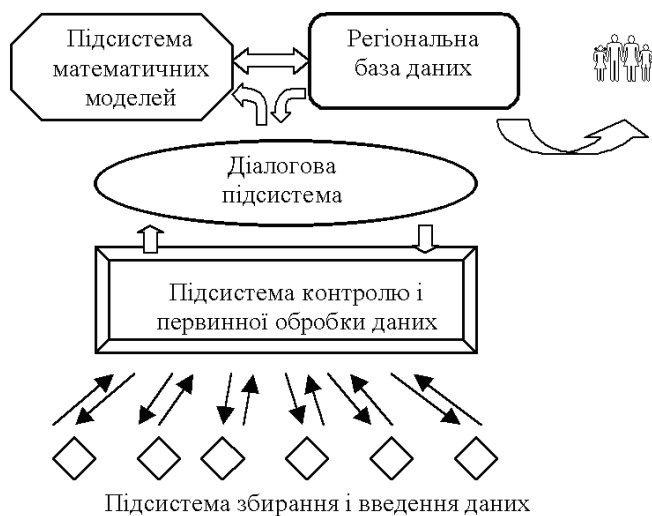 Підсистема
математичних
моделей
Регіональна
база даних
Діалогова
підсистема
Підсистема контролю і
первинної обробки даних
Підсистема збирання і введення даних